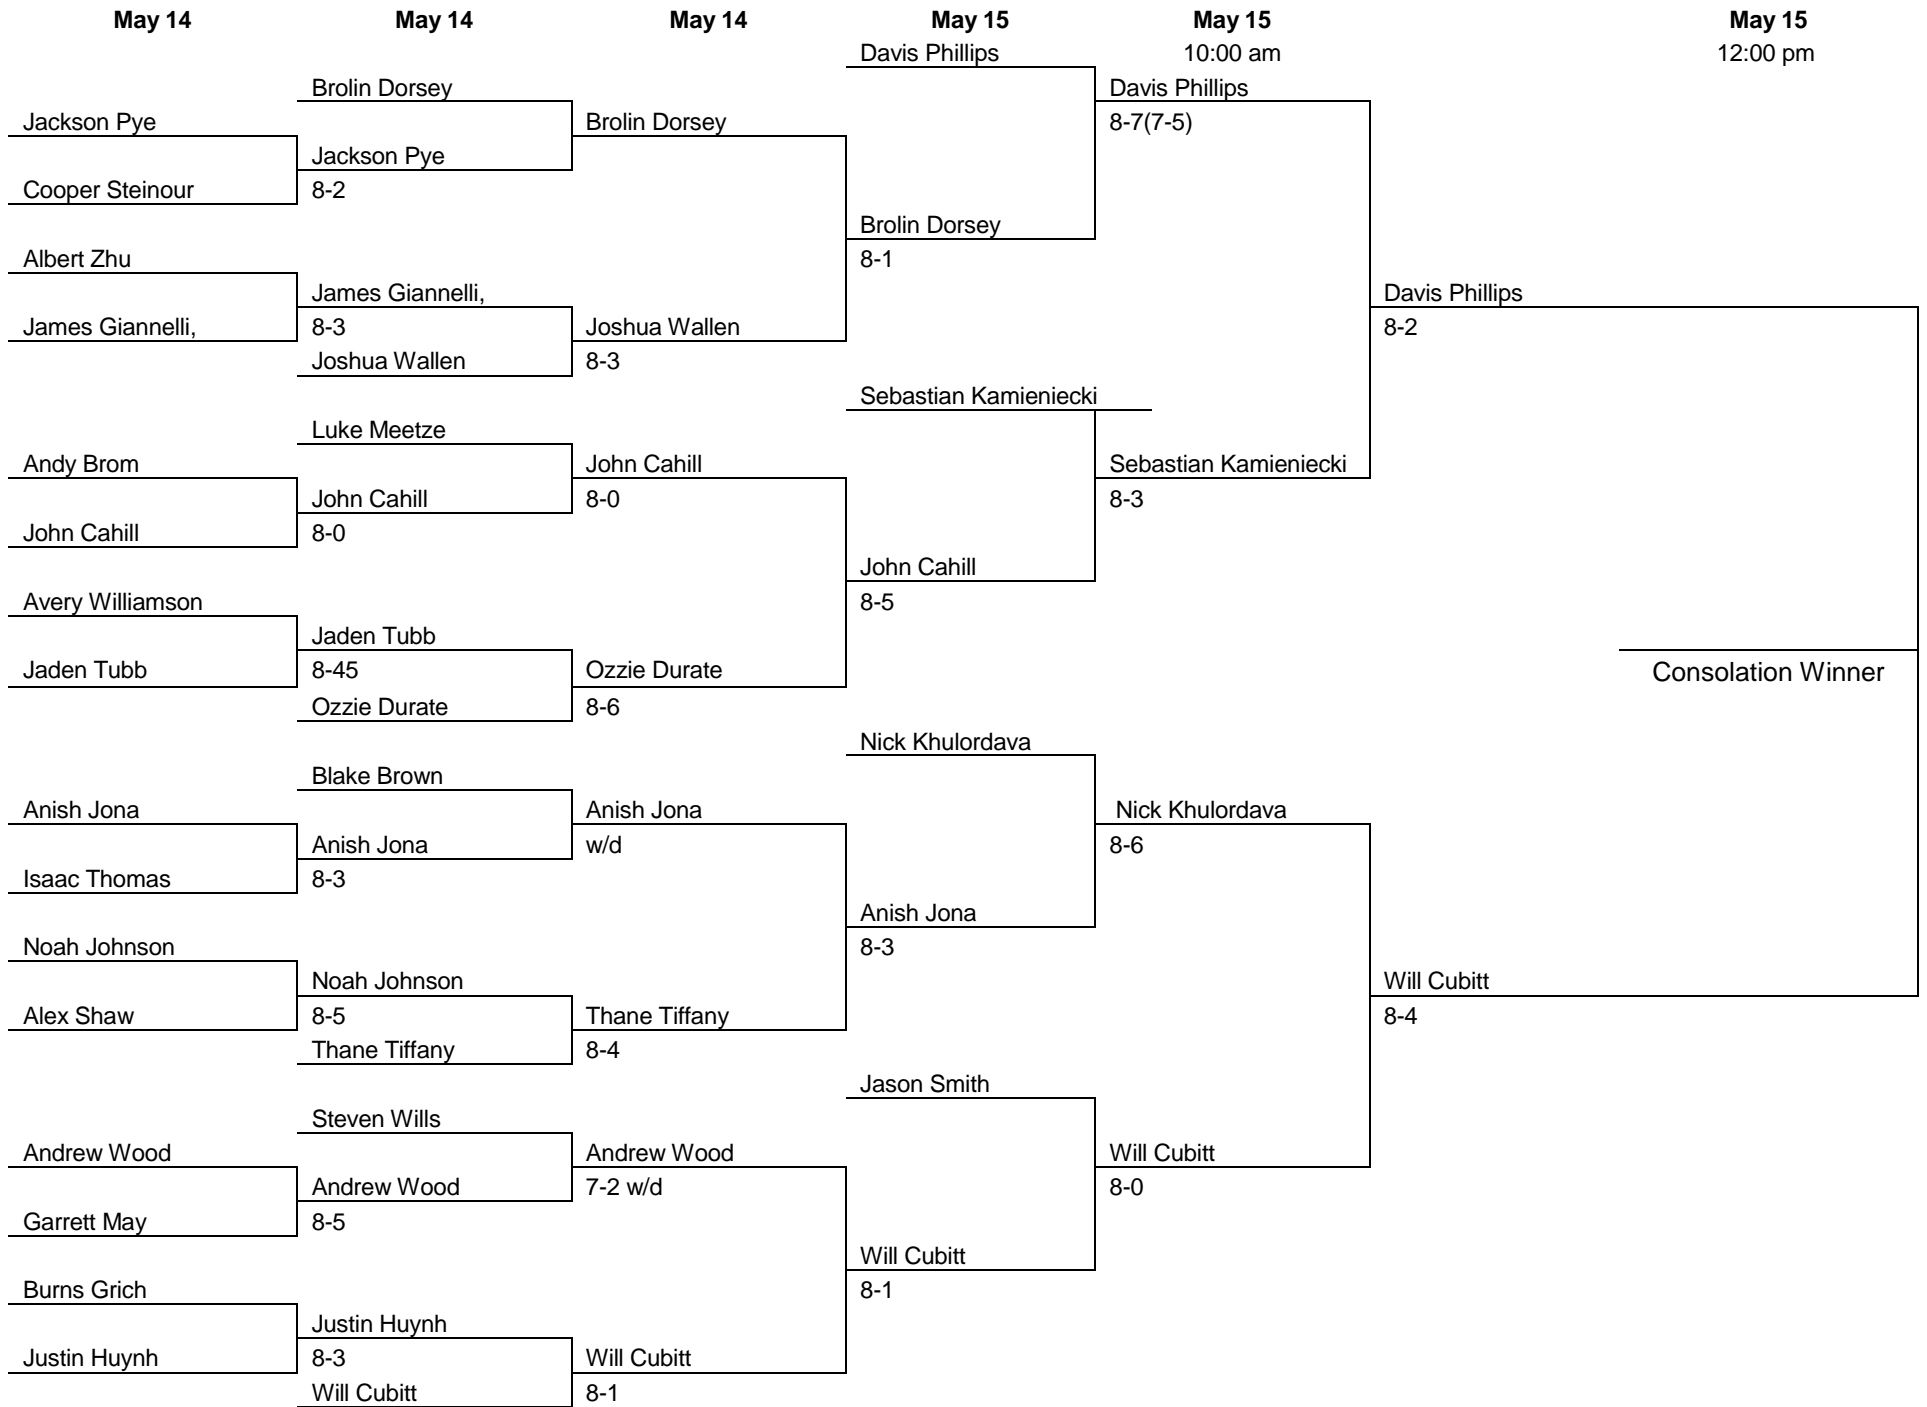 May 14 May 14 May 14 May 15 May 15 May 15
Davis Phillips 10:00 am 12:00 pm
Brolin Dorsey Davis Phillips
Jackson Pye Brolin Dorsey 8-7(7-5)
Jackson Pye
Cooper Steinour 8-2
Brolin Dorsey
Albert Zhu 8-1
James Giannelli, Davis Phillips
James Giannelli, 8-3 Joshua Wallen 8-2
Joshua Wallen 8-3
Sebastian Kamieniecki
Luke Meetze
Andy Brom John Cahill Sebastian Kamieniecki
John Cahill 8-0 8-3
John Cahill 8-0
John Cahill
Avery Williamson 8-5
Jaden Tubb
Jaden Tubb 8-45 Ozzie Durate Consolation Winner
Ozzie Durate 8-6
Nick Khulordava
Blake Brown
Anish Jona Anish Jona Nick Khulordava
Anish Jona w/d 8-6
Isaac Thomas 8-3
Anish Jona
Noah Johnson 8-3
Noah Johnson Will Cubitt
Alex Shaw 8-5 Thane Tiffany 8-4
Thane Tiffany 8-4
Jason Smith
Steven Wills
Andrew Wood Andrew Wood Will Cubitt
Andrew Wood 7-2 w/d 8-0
Garrett May 8-5
Will Cubitt
Burns Grich 8-1
Justin Huynh
Justin Huynh 8-3 Will Cubitt
Will Cubitt 8-1